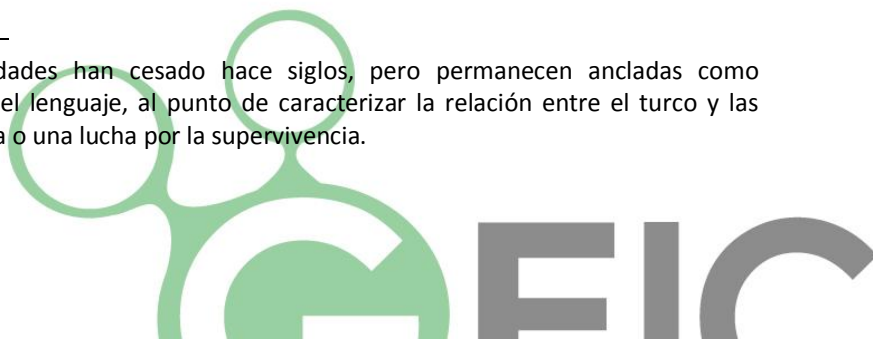 dades han cesado hace siglos, pero permanecen ancladas como
el lenguaje, al punto de caracterizar la relación entre el turco y las
a o una lucha por la supervivencia.
GEIC